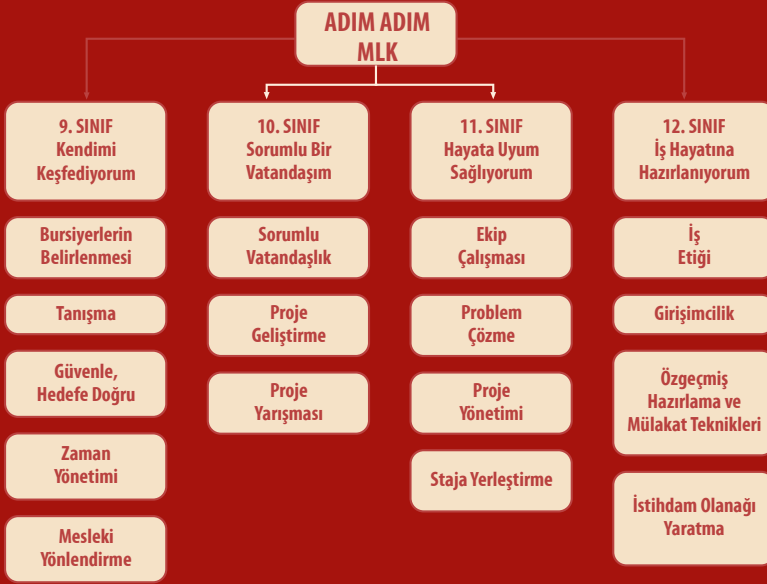 ADIM ADIM
MLK
9. SINIF
Kendimi
Keşfediyorum
Bursiyerlerin
Belirlenmesi
Tanışma
Güvenle,
Hedefe Doğru
Zaman
Yönetimi
Mesleki
Yönlendirme
10. SINIF
Sorumlu Bir
Vatandaşım
Sorumlu
Vatandaşlık
Proje
Geliştirme
Proje
Yarışması
11. SINIF
Hayata Uyum
Sağlıyorum
Ekip
Çalışması
Problem
Çözme
Proje
Yönetimi
Staja Yerleştirme
12. SINIF
İş Hayatına
Hazırlanıyorum
İş
Etiği
Girişimcilik
Özgeçmiş
Hazırlama ve
Mülakat Teknikleri
İstihdam Olanağı
Yaratma